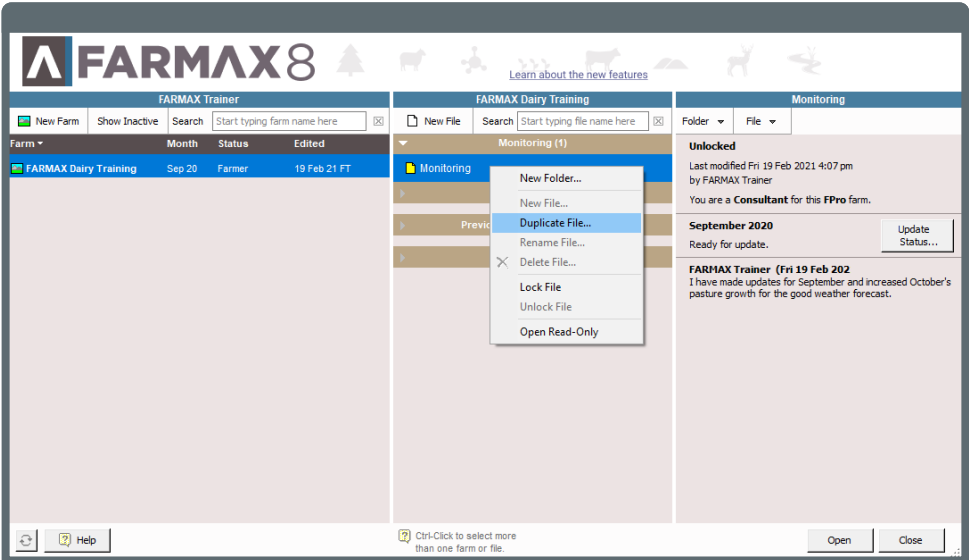 FARMAX 8
Learn about the new features
FARMAX Trainer
FARMAX Dairy Training
Monitoring
New Farm Show Inactive Search Start typing farm name here
New File Search Start typing file name here
Folder File
Farm Month Status Edited
Monitoring (1)
Unlocked
FARMAX Dairy Training Sep 20 Farmer 19 Feb 21 FT
Monitoring
Last modified Fri 19 Feb 2021 4:07 pm
by FARMAX Trainer
You are a Consultant for this FPro farm.
New Folder...
New File...
Duplicate File...
Rename File...
Delete File...
Lock File
Unlock File
Open Read-Only
Previo
September 2020
Ready for update.
Update
Status...
FARMAX Trainer (Fri 19 Feb 202
I have made updates for September and increased October's
pasture growth for the good weather forecast.
Help
Ctrl-Click to select more
than one farm or file.
Open
Close